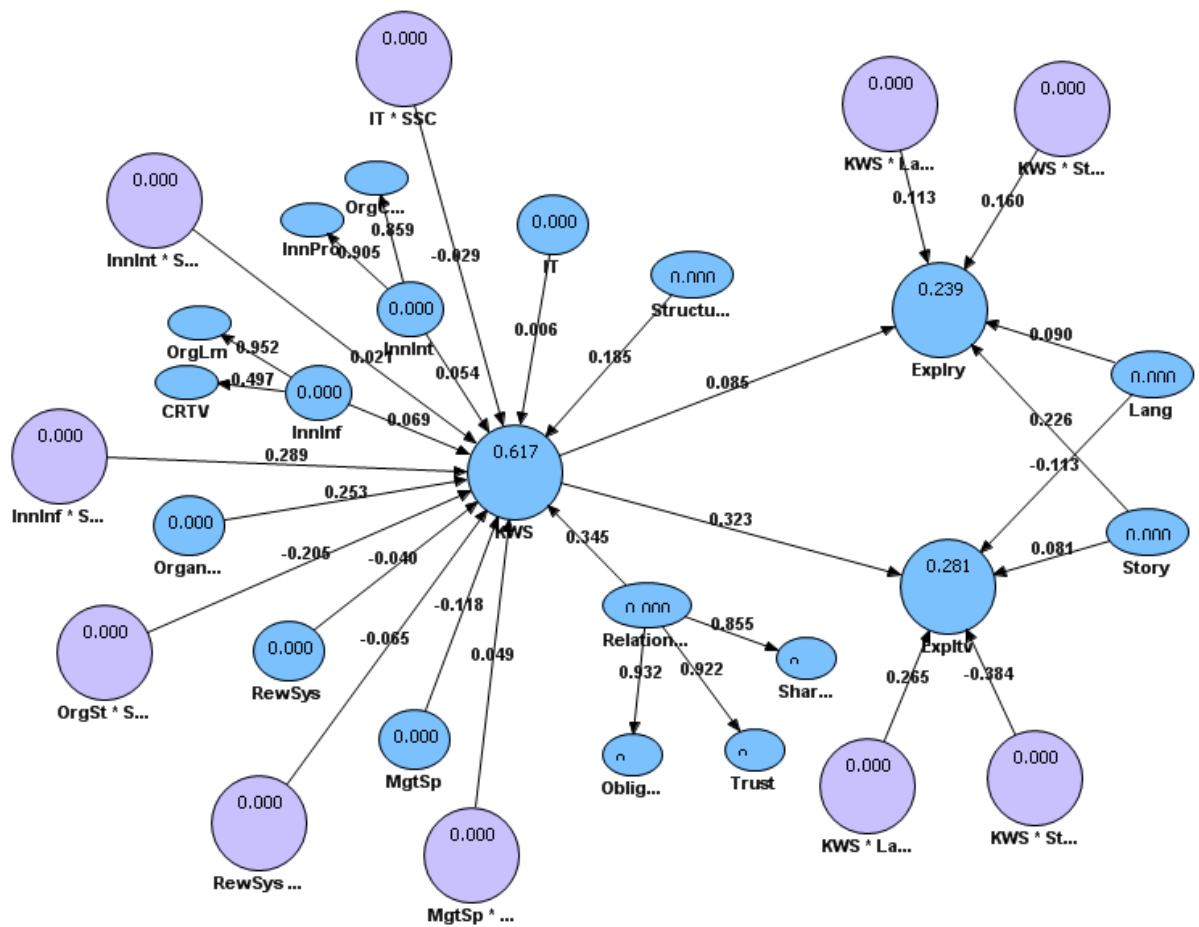 0.000
IT * SSC
0.000
KWS * La...
0.000
KWS * St...
0.000
InnInt * S...
OrgC...
InnPro
0.859
0.905
0.000
IT
-0.029
0.113
0.160
0.000
InnInt
Structu...
0.239
Explry
OrgLrn
0.952
CRTV
0.497
0.000
InnInf
0.021
0.054
0.006
0.185
0.085
0.090
Lang
0.069
0.226
0.000
InnInf * S...
0.289
0.617
KWS
-0.113
0.000
Organ...
0.253
0.323
0.345
0.081
Story
-0.205
-0.040
0.281
Expltv
0.000
OrgSt * S...
0.000
RewSys
-0.118
-0.065
0.049
Relation...
0.855
0.932
0.922
Shar...
0.265
-0.384
0.000
MgtSp
Oblig...
Trust
0.000
KWS * La...
0.000
KWS * St...
0.000
RewSys ...
0.000
MgtSp * ...